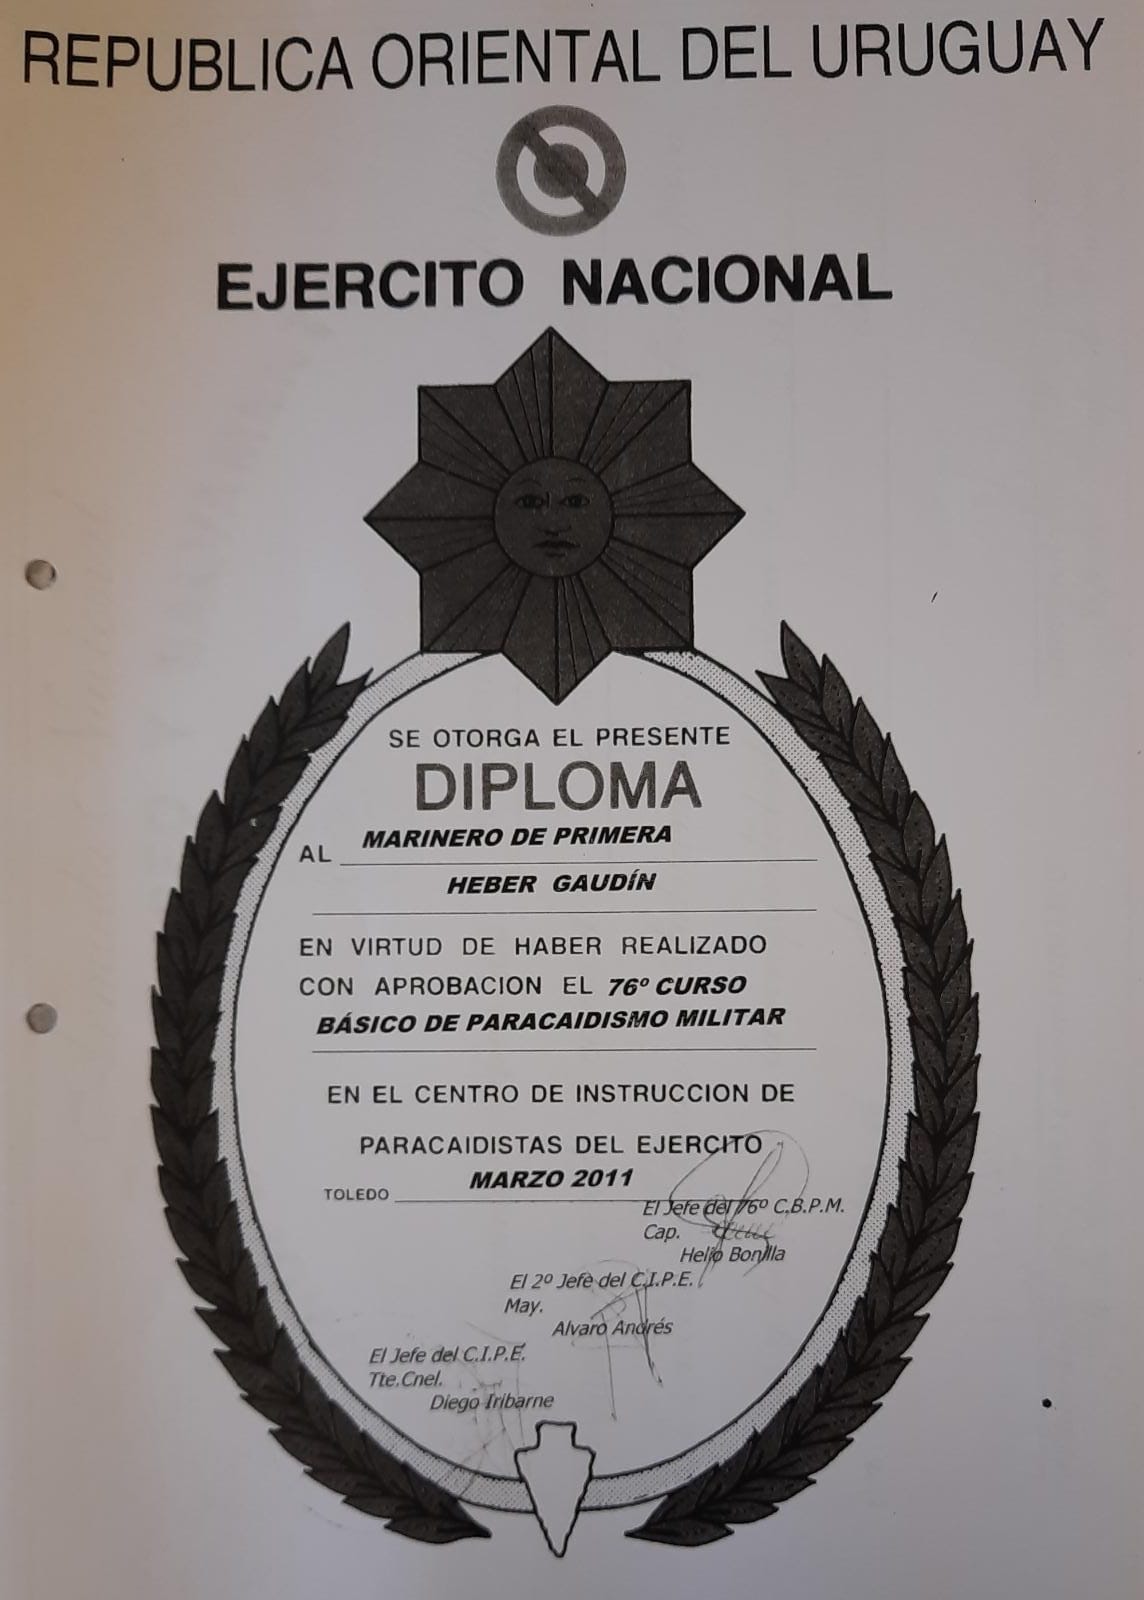 REPUBLICA ORIENTAL DEL URUGUAY
EJERCITO NACIONAL
SE OTORGA EL PRESENTE
DIPLOMA
AL MARINERO DE PRIMERA
HEBER GAUDÍN
EN VIRTUD DE HABER REALIZADO
CON APROBACION EL 76º CURSO
BÁSICO DE PARACAIDISMO MILITAR
EN EL CENTRO DE INSTRUCCION DE
PARACAIDISTAS DEL EJERCITO
TOLEDO MARZO 2011
El Jefe del 76º C.B.P.M.
Cap.
Helio Bonilla
El 2º Jefe del C.I.P.E.
May.
Alvaro Andrés
El Jefe del C.I.P.E.
Tte.Cnel.
Diego Iribarne